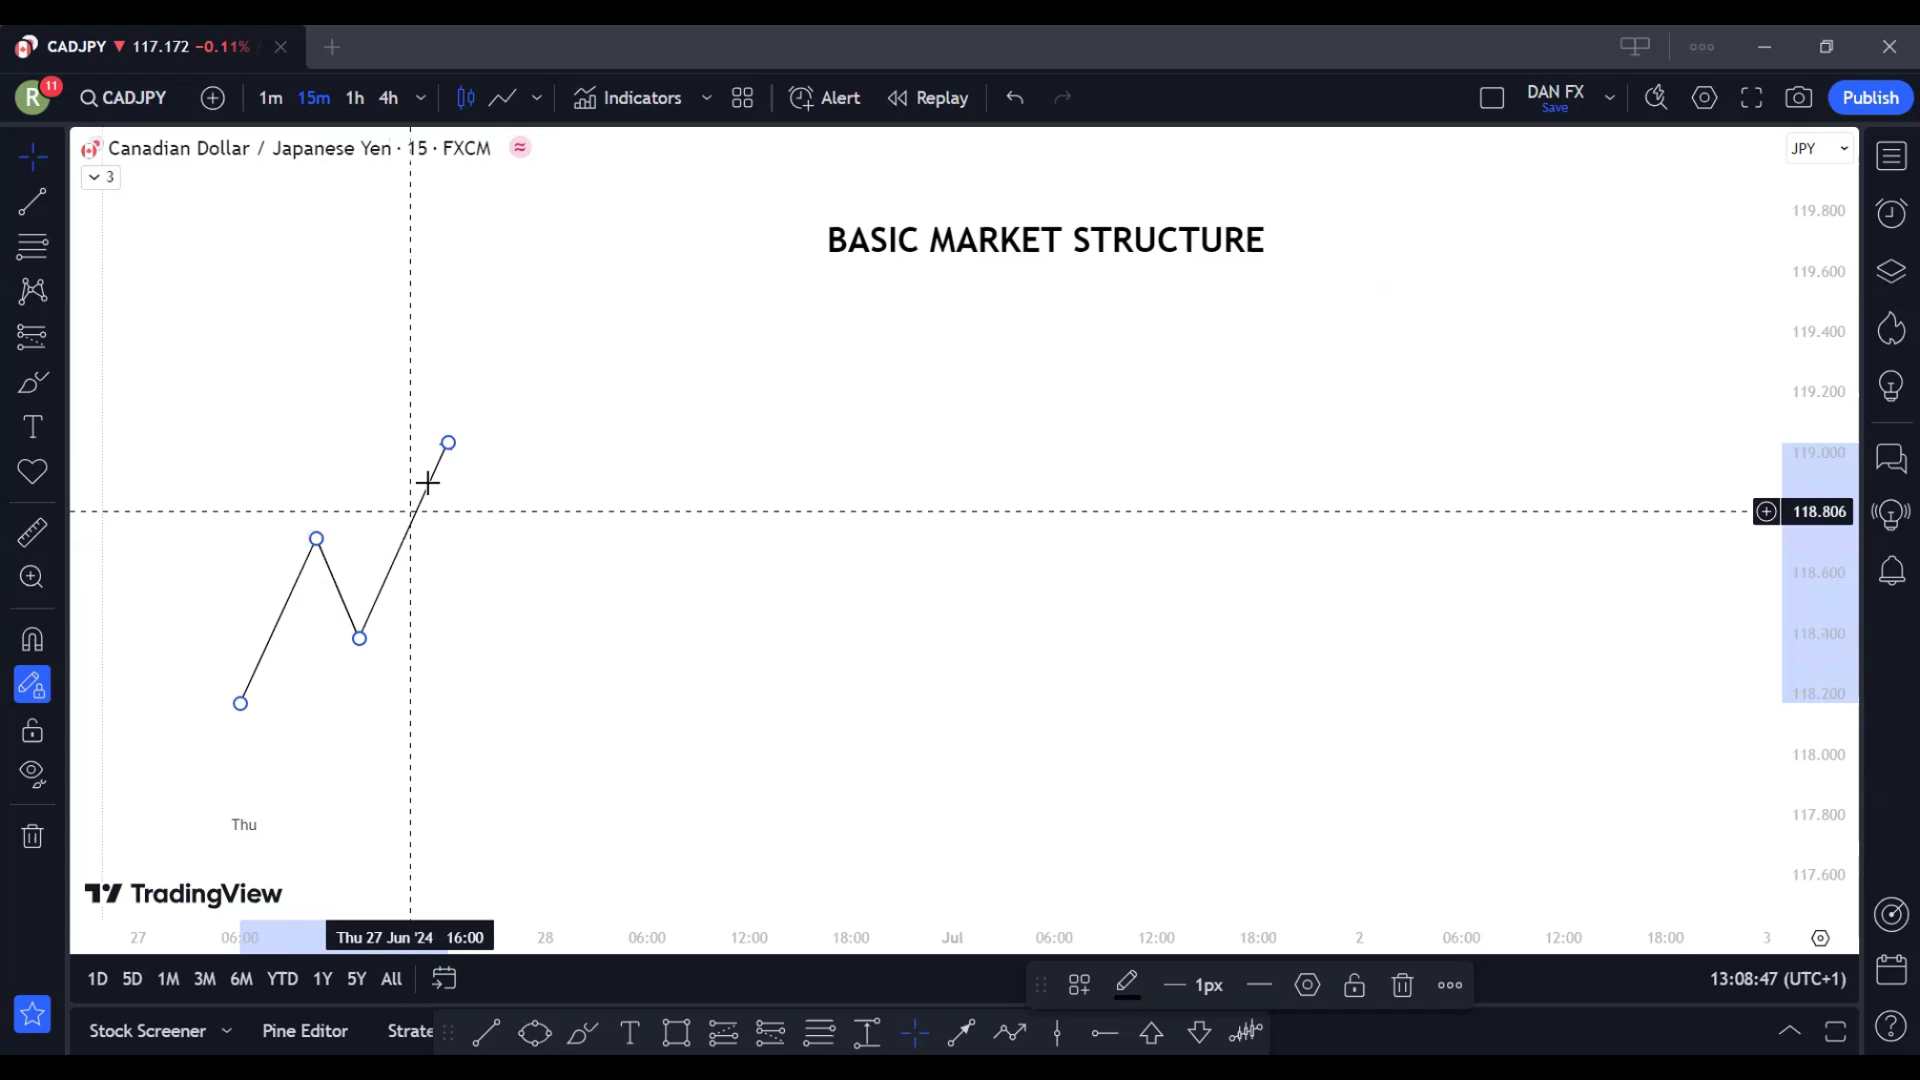 CADJPY ▼ 117.172 −0.11% /
R 11 CADJPY 1m 15m 1h 4h Indicators Alert Replay DAN FX Save Publish
Canadian Dollar / Japanese Yen · 15 · FXCM ≈ JPY
3
BASIC MARKET STRUCTURE
119.800
119.600
119.400
119.200
119.000
118.806
118.600
118.400
118.200
118.000
117.800
117.600
Thu
TradingView
27 06:00 Thu 27 Jun '24 16:00 28 06:00 12:00 18:00 Jul 06:00 12:00 18:00 2 06:00 12:00 18:00 3
1D 5D 1M 3M 6M YTD 1Y 5Y All 1px 13:08:47 (UTC+1)
Stock Screener Pine Editor Strate